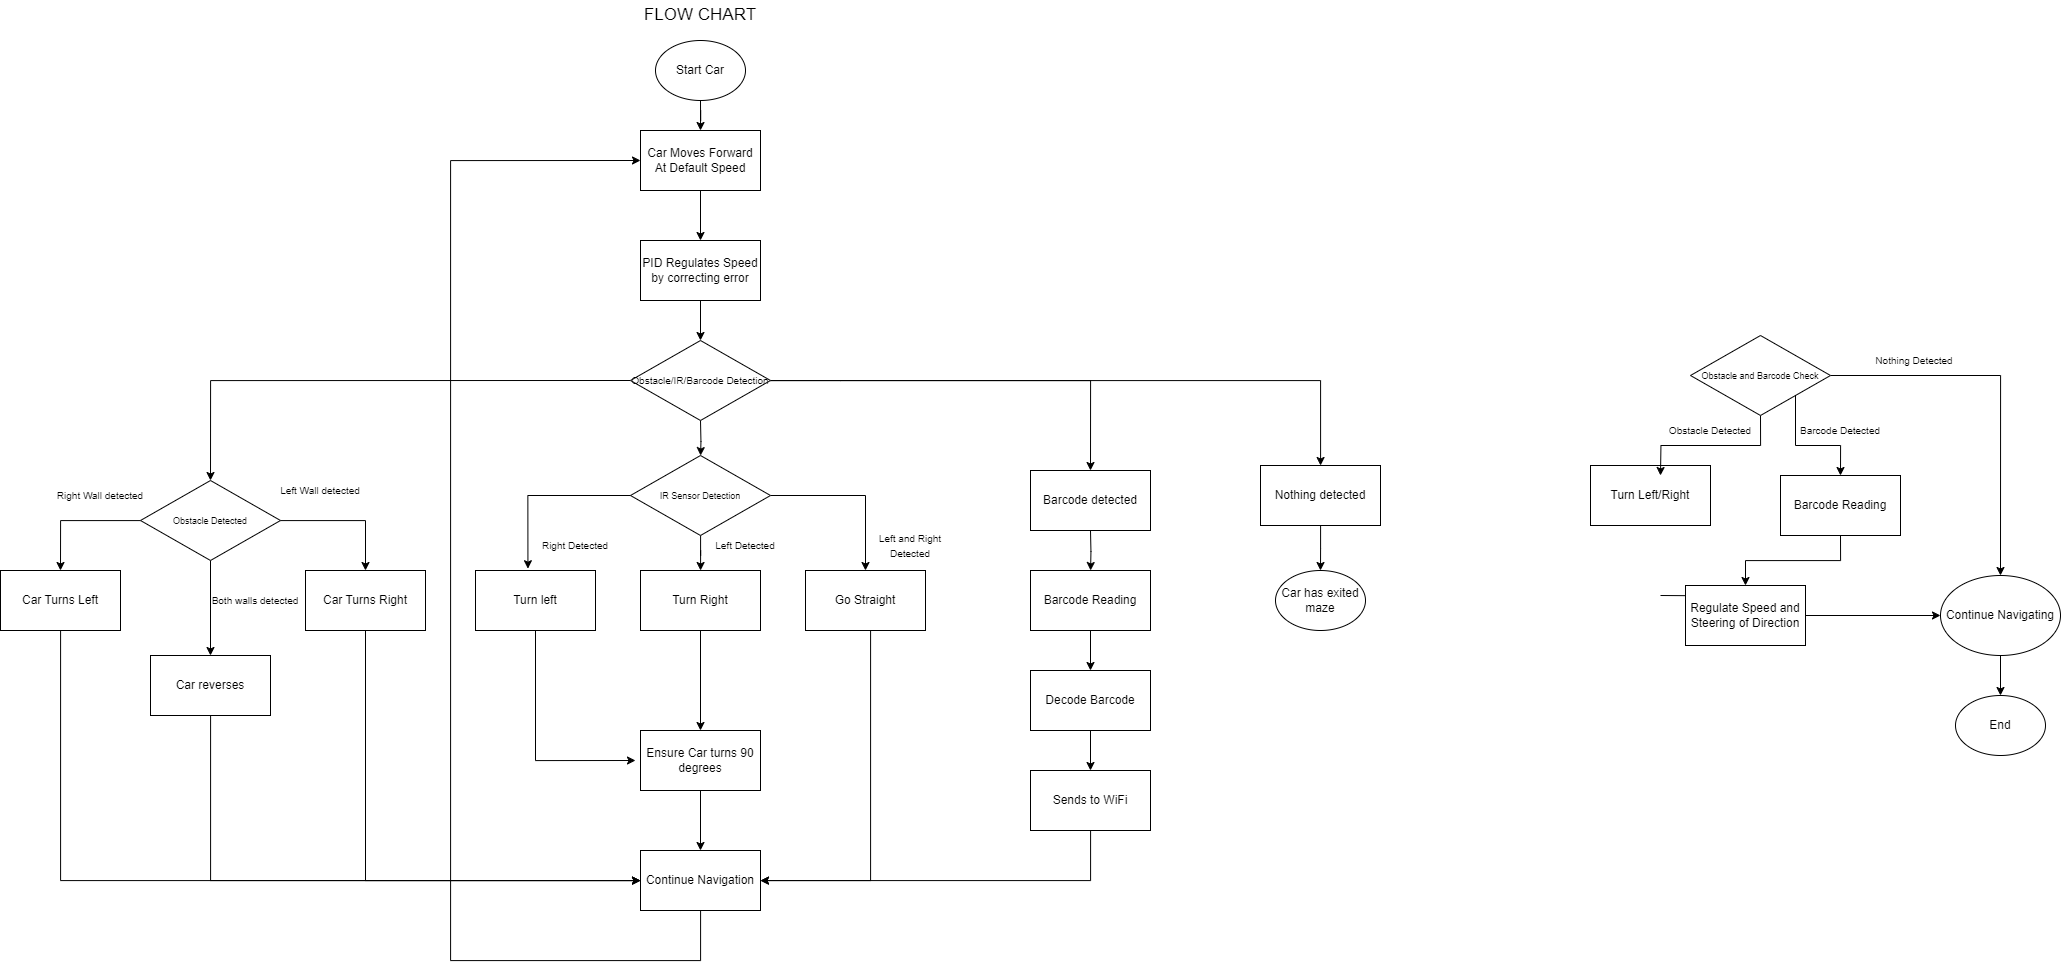 FLOW CHART
Start Car
Car Moves Forward
At Default Speed
PID Regulates Speed
by correcting error
Obstacle/IR/Barcode Detection
Right Wall detected
Left Wall detected
Obstacle Detected
Both walls detected
Car Turns Left
Car Turns Right
Car reverses
IR Sensor Detection
Right Detected
Left Detected
Left and Right
Detected
Turn left
Turn Right
Go Straight
Ensure Car turns 90
degrees
Continue Navigation
Barcode detected
Barcode Reading
Decode Barcode
Sends to WiFi
Nothing detected
Car has exited
maze
Obstacle and Barcode Check
Nothing Detected
Obstacle Detected
Barcode Detected
Turn Left/Right
Barcode Reading
Regulate Speed and
Steering of Direction
Continue Navigating
End